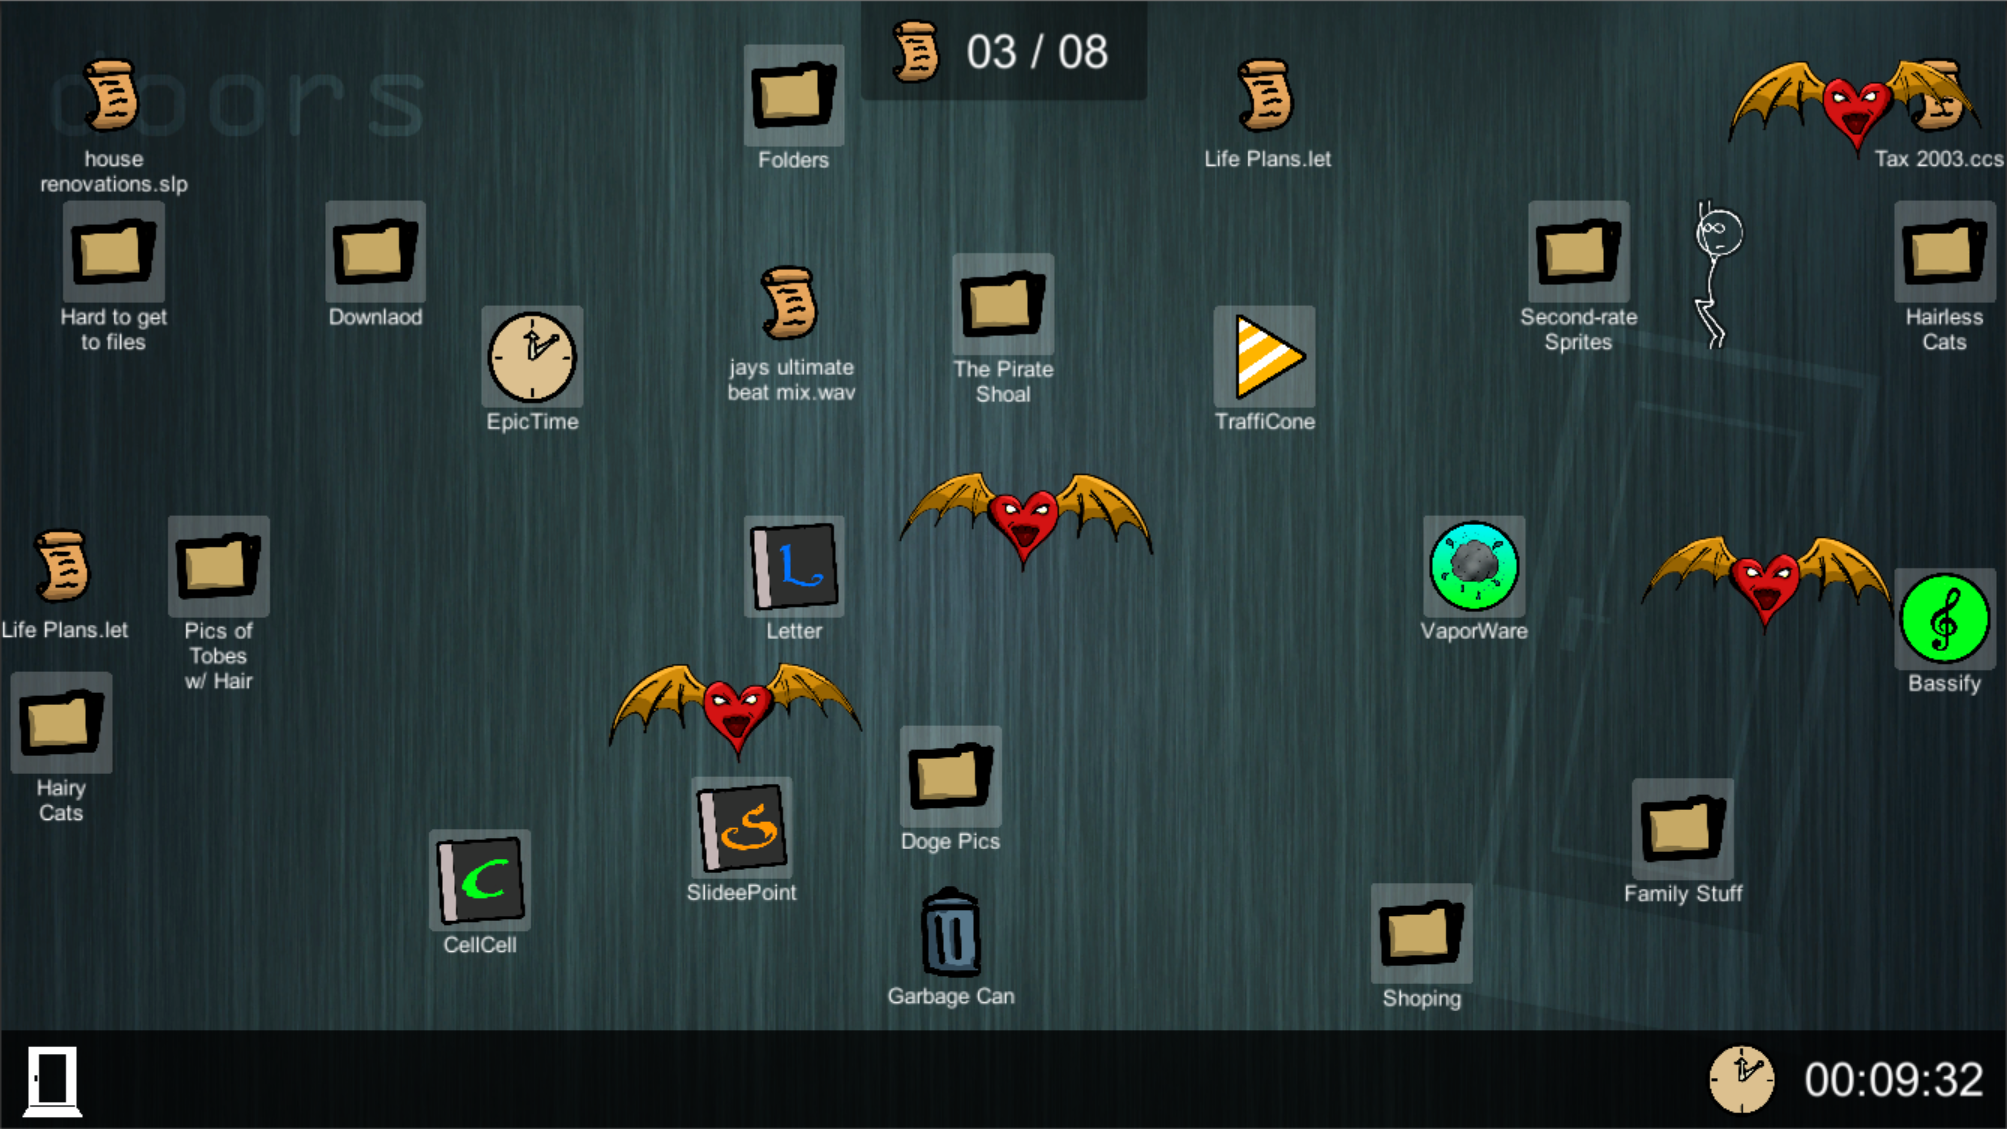 doors
03 / 08
house
renovations.slp
Folders
Life Plans.let
Tax 2003.ccs
Hard to get
to files
Downlaod
EpicTime
jays ultimate
beat mix.wav
The Pirate
Shoal
TraffiCone
Second-rate
Sprites
Hairless
Cats
Life Plans.let
Pics of
Tobes
w/ Hair
L
Letter
VaporWare
Bassify
Hairy
Cats
C
CellCell
S
SlideePoint
Doge Pics
Garbage Can
Shoping
Family Stuff
00:09:32